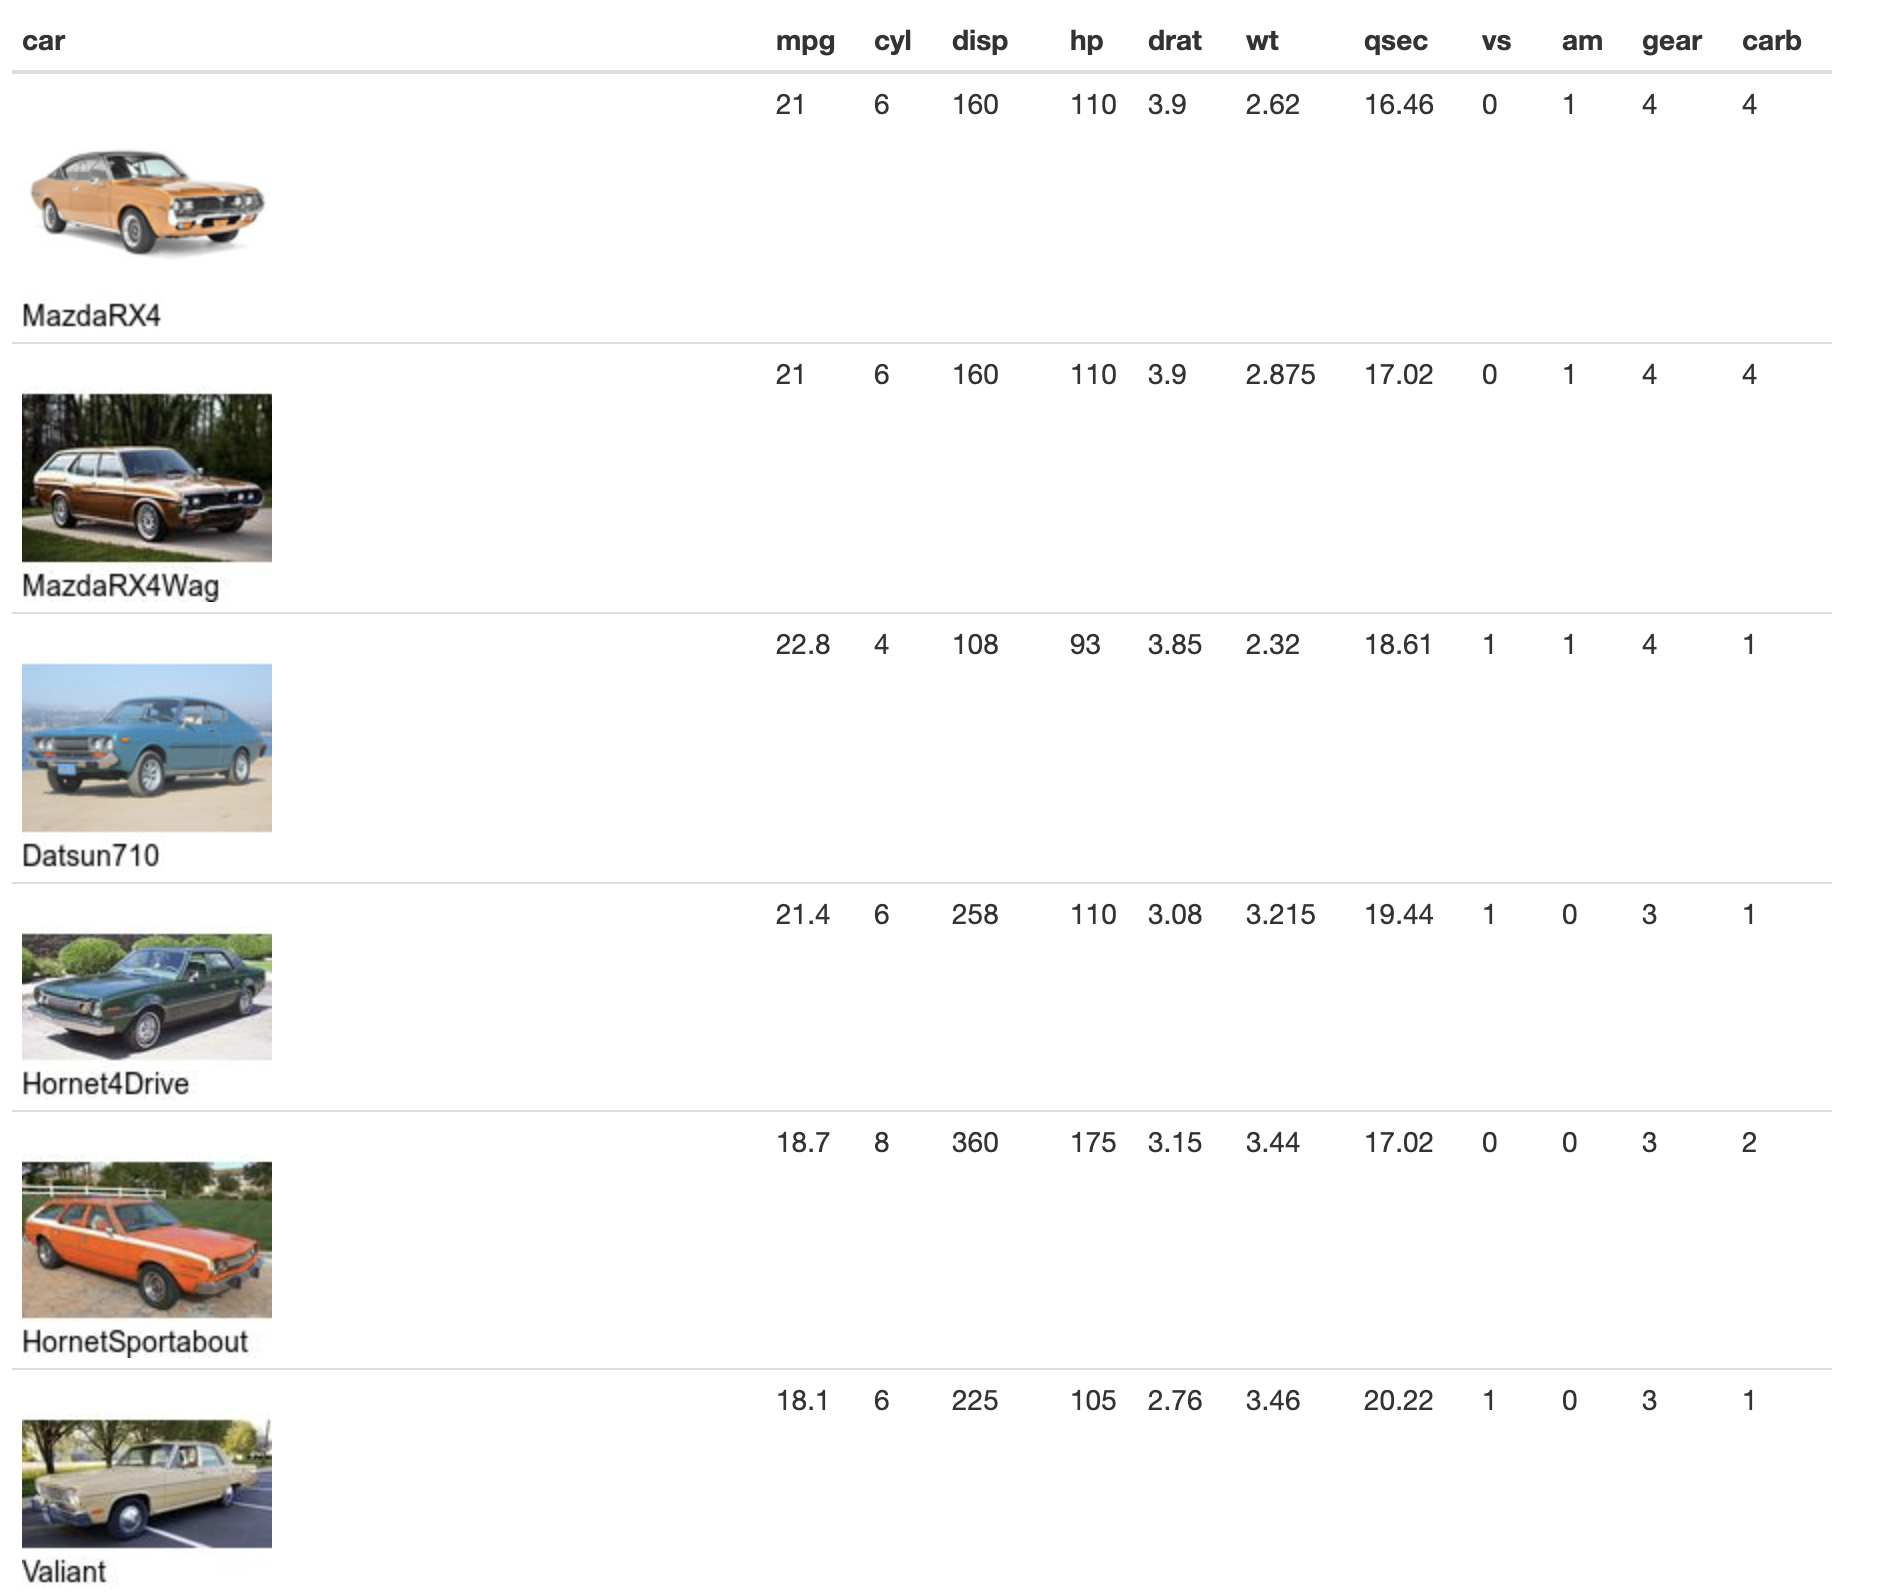 car mpg cyl disp hp drat wt qsec vs am gear carb
21 6 160 110 3.9 2.62 16.46 0 1 4 4
MazdaRX4
21 6 160 110 3.9 2.875 17.02 0 1 4 4
MazdaRX4Wag
22.8 4 108 93 3.85 2.32 18.61 1 1 4 1
Datsun710
21.4 6 258 110 3.08 3.215 19.44 1 0 3 1
Hornet4Drive
18.7 8 360 175 3.15 3.44 17.02 0 0 3 2
HornetSportabout
18.1 6 225 105 2.76 3.46 20.22 1 0 3 1
Valiant